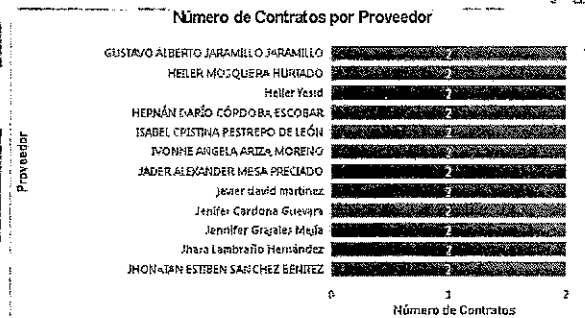 Número de Contratos por Proveedor
Proveedor
GUSTAVO ALBERTO JARAMILLO JARAMILLO 2
HEILER MOSQUERA HURTADO 2
Heller Yesid 2
HERNÁN DARÍO CÓRDOBA ESCOBAR 2
ISABEL CRISTINA RESTREPO DE LEÓN 2
IVONNE ANGELA ARIZA MORENO 2
JADER ALEXANDER MESA PRECIADO 2
Javier david martinez 2
Jenifer Cardona Guevara 2
Jennifer Grajales Mejía 2
Jhara Lambraño Hernández 2
JHONATAN ESTIBEN SANCHEZ BENITEZ 2
0 1 2
Número de Contratos